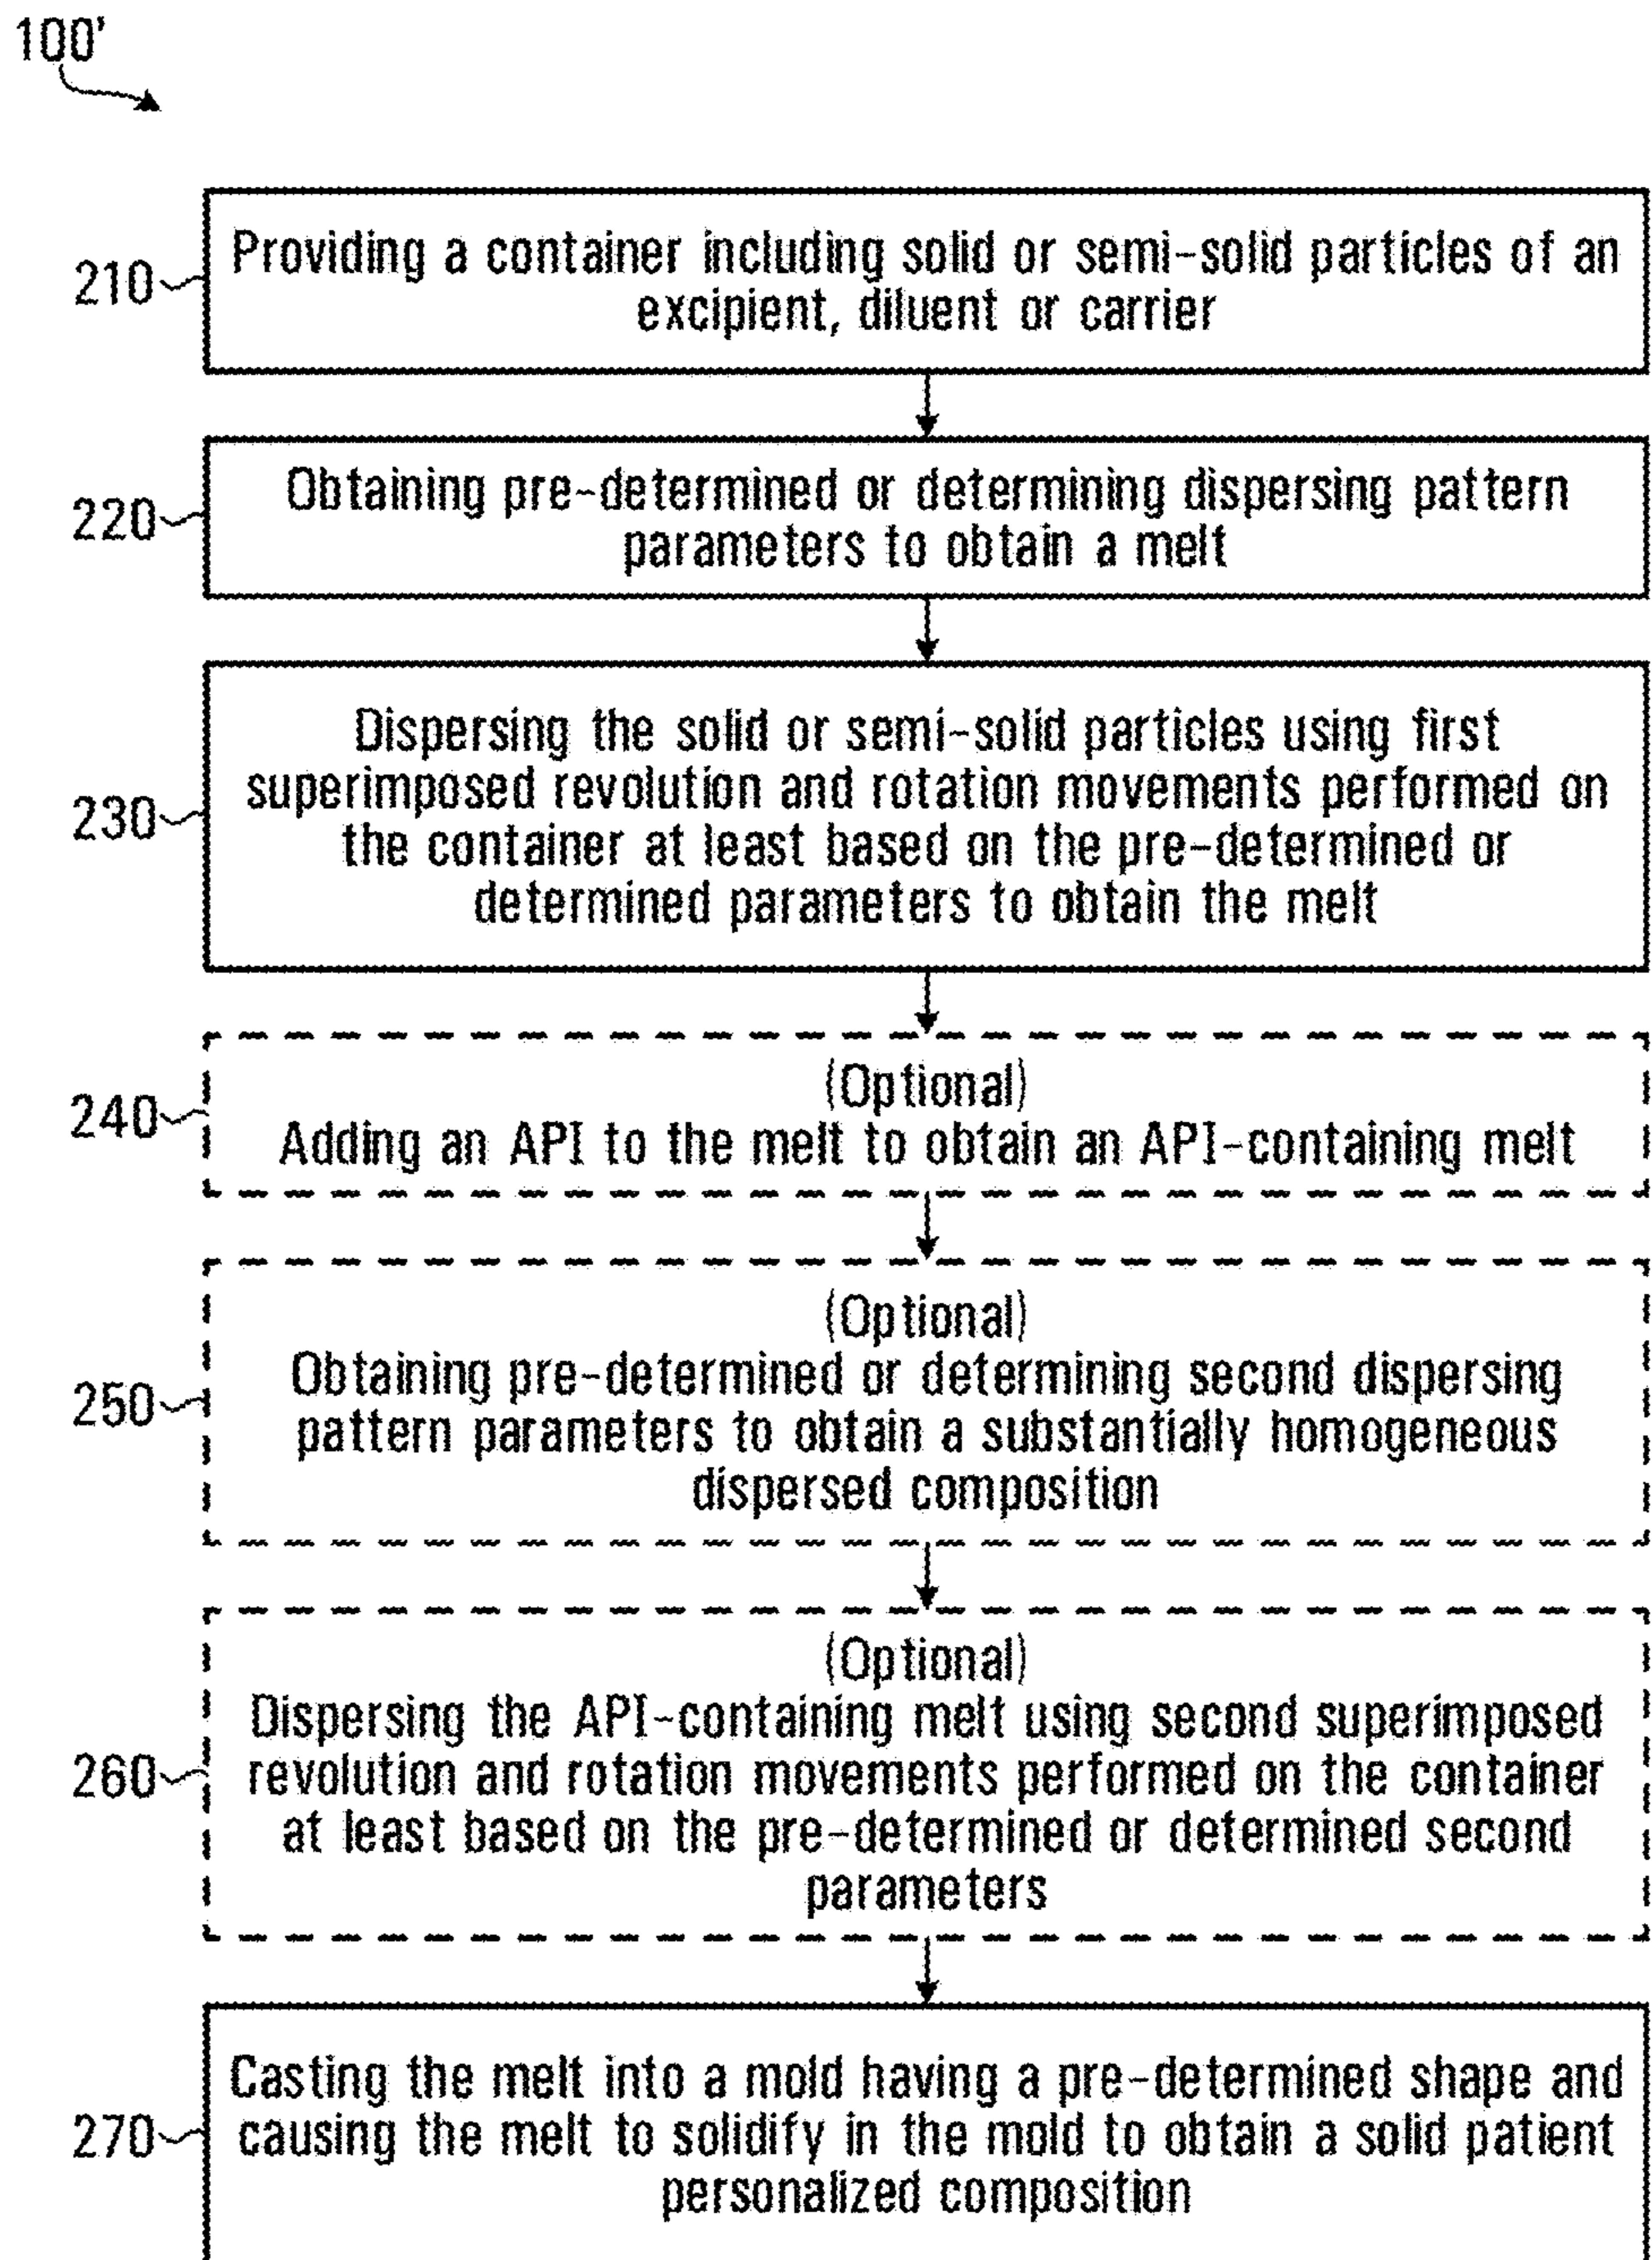 100'
210
Providing a container including solid or semi-solid particles of an
excipient, diluent or carrier
220
Obtaining pre-determined or determining dispersing pattern
parameters to obtain a melt
230
Dispersing the solid or semi-solid particles using first
superimposed revolution and rotation movements performed on
the container at least based on the pre-determined or
determined parameters to obtain the melt
240
(Optional)
Adding an API to the melt to obtain an API-containing melt
250
(Optional)
Obtaining pre-determined or determining second dispersing
pattern parameters to obtain a substantially homogeneous
dispersed composition
260
(Optional)
Dispersing the API-containing melt using second superimposed
revolution and rotation movements performed on the container
at least based on the pre-determined or determined second
parameters
270
Casting the melt into a mold having a pre-determined shape and
causing the melt to solidify in the mold to obtain a solid patient
personalized composition